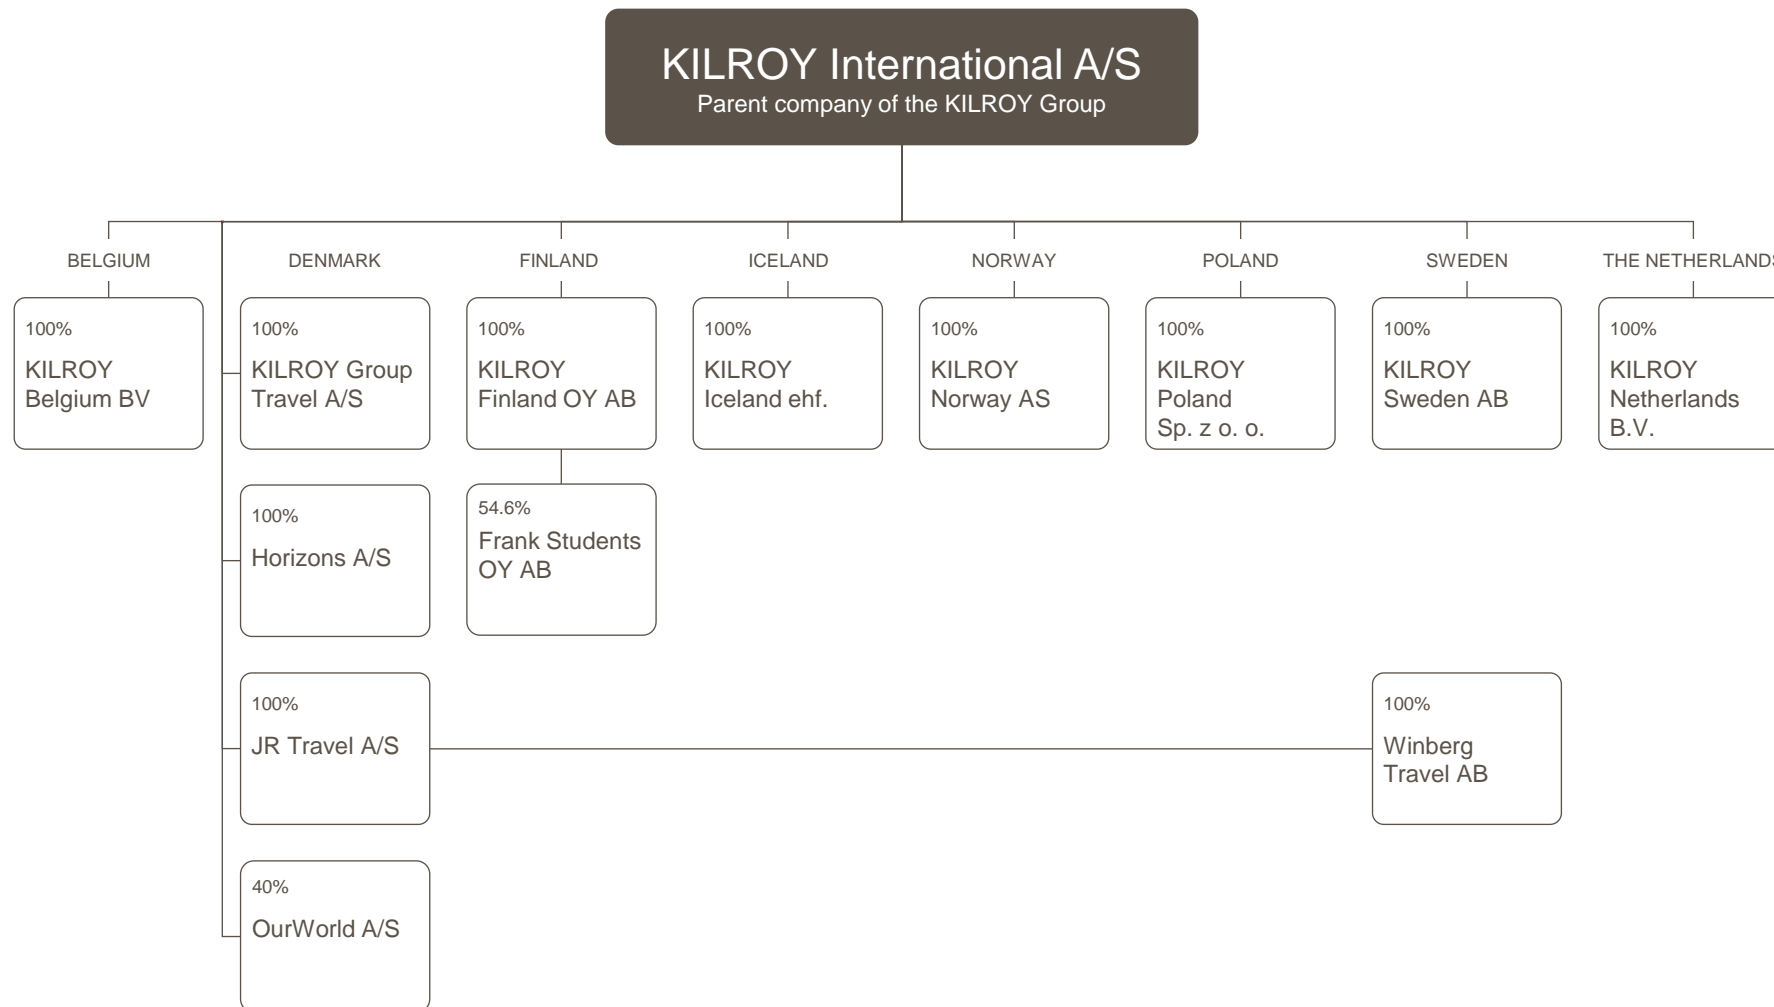 KILROY International A/S
Parent company of the KILROY Group
BELGIUM
DENMARK
FINLAND
ICELAND
NORWAY
POLAND
SWEDEN
THE NETHERLANDS
100%
KILROY
Belgium BV
100%
KILROY Group
Travel A/S
100%
KILROY
Finland OY AB
100%
KILROY
Iceland ehf.
100%
KILROY
Norway AS
100%
KILROY
Poland
Sp. z o. o.
100%
KILROY
Sweden AB
100%
KILROY
Netherlands
B.V.
100%
Horizons A/S
54.6%
Frank Students
OY AB
100%
JR Travel A/S
100%
Winberg
Travel AB
40%
OurWorld A/S